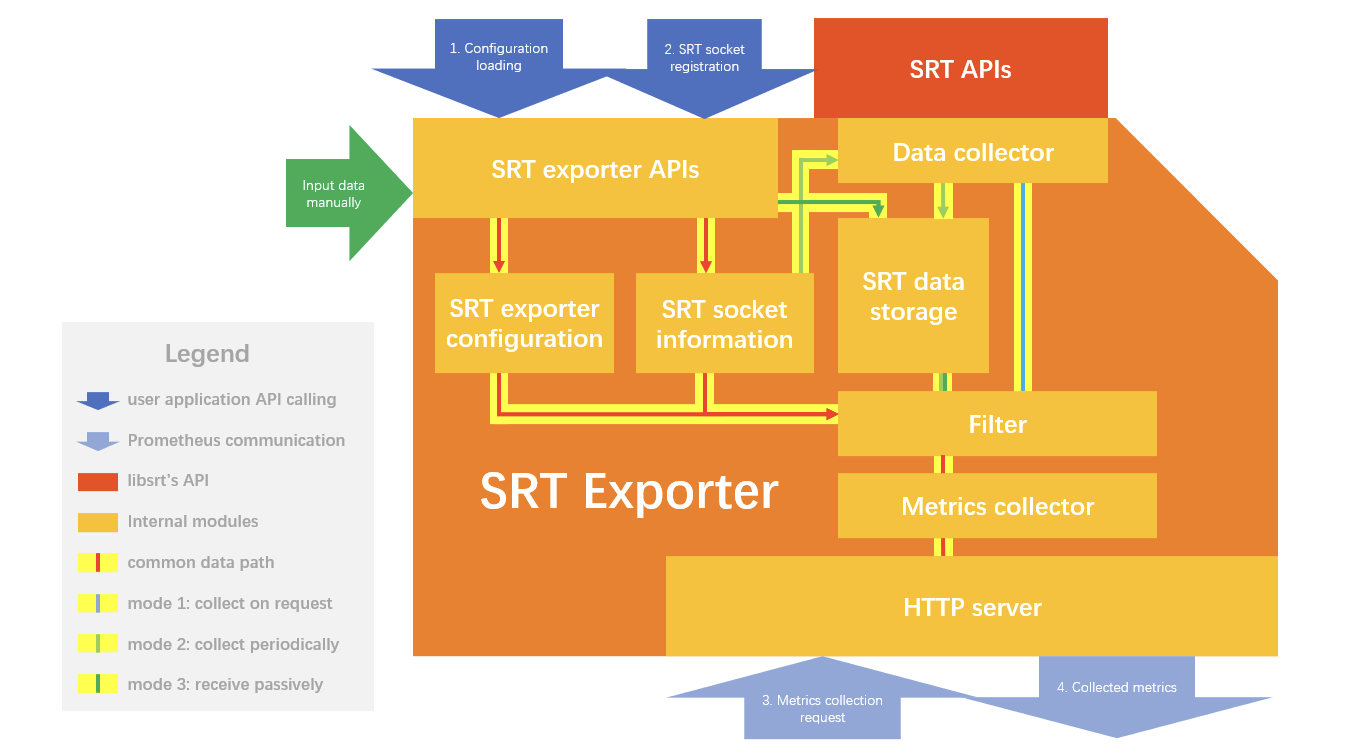 1. Configuration
loading
2. SRT socket
registration
SRT APIs
Input data
manually
SRT exporter APIs
Data collector
SRT exporter
configuration
SRT socket
information
SRT data
storage
Filter
SRT Exporter
Metrics collector
HTTP server
3. Metrics collection
request
4. Collected metrics
Legend
user application API calling
Prometheus communication
libsrt's API
Internal modules
common data path
mode 1: collect on request
mode 2: collect periodically
mode 3: receive passively